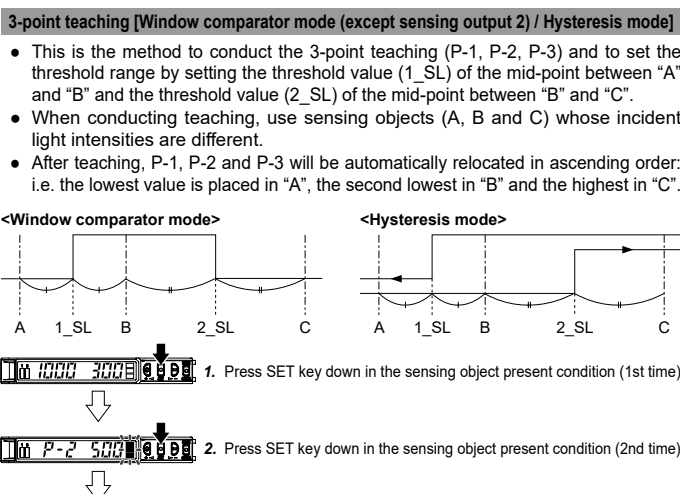 3-point teaching [Window comparator mode (except sensing output 2) / Hysteresis mode]
● This is the method to conduct the 3-point teaching (P-1, P-2, P-3) and to set the
threshold range by setting the threshold value (1_SL) of the mid-point between “A”
and “B” and the threshold value (2_SL) of the mid-point between “B” and “C”.
● When conducting teaching, use sensing objects (A, B and C) whose incident
light intensities are different.
● After teaching, P-1, P-2 and P-3 will be automatically relocated in ascending order:
i.e. the lowest value is placed in “A”, the second lowest in “B” and the highest in “C”.
<Window comparator mode> <Hysteresis mode>
A 1_SL B 2_SL C A 1_SL B 2_SL C
1000 300 1. Press SET key down in the sensing object present condition (1st time)
P-2 500 2. Press SET key down in the sensing object present condition (2nd time)